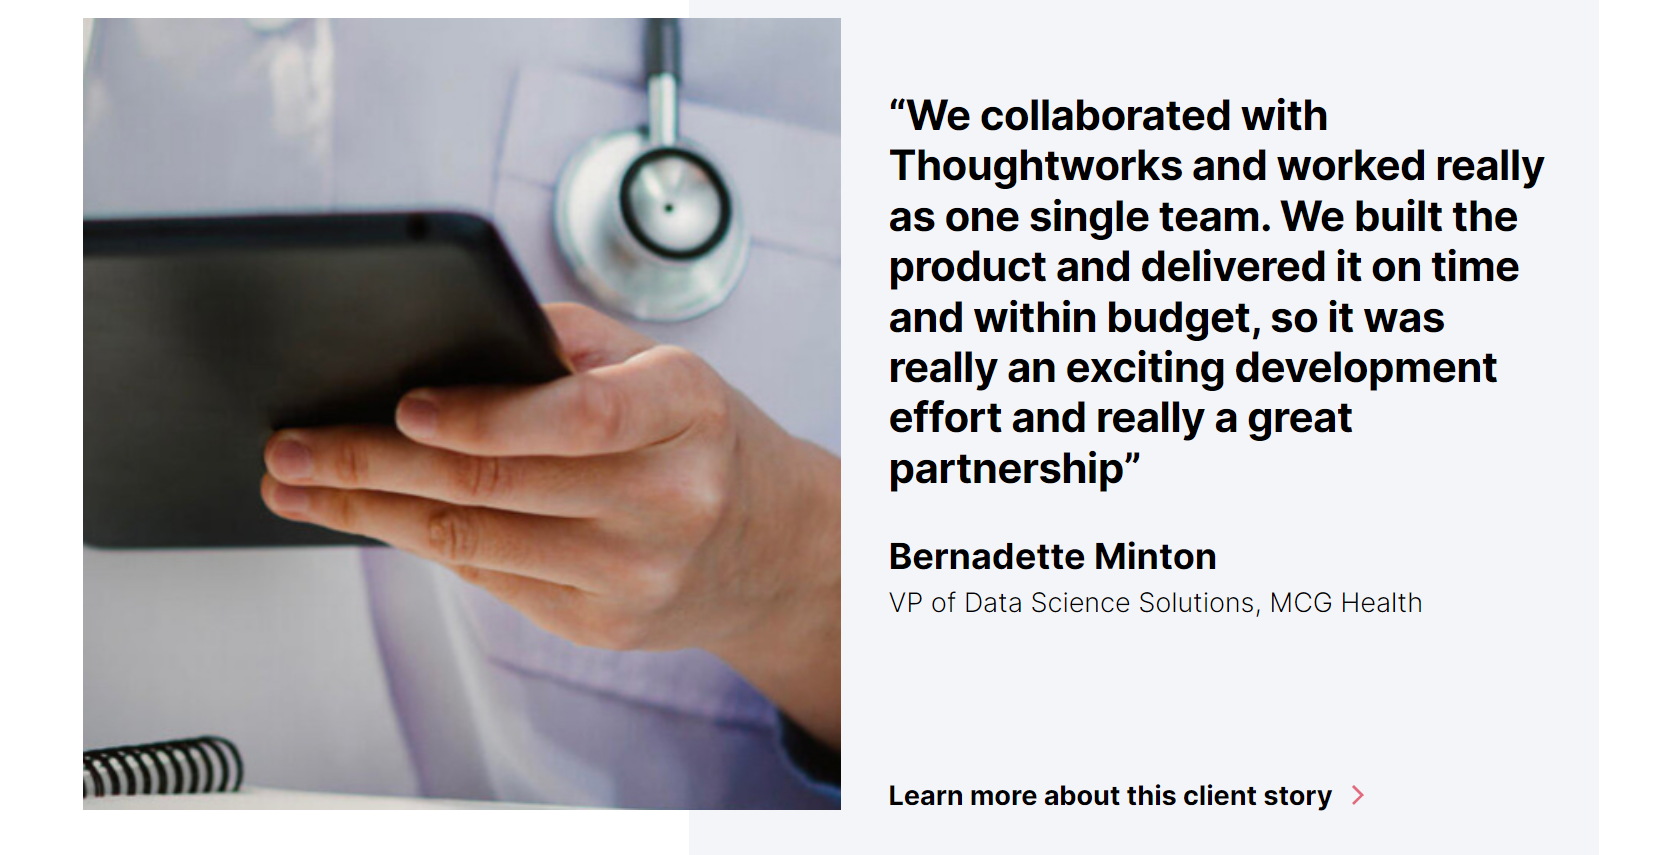 “We collaborated with
Thoughtworks and worked really
as one single team. We built the
product and delivered it on time
and within budget, so it was
really an exciting development
effort and really a great
partnership”
Bernadette Minton
VP of Data Science Solutions, MCG Health
Learn more about this client story